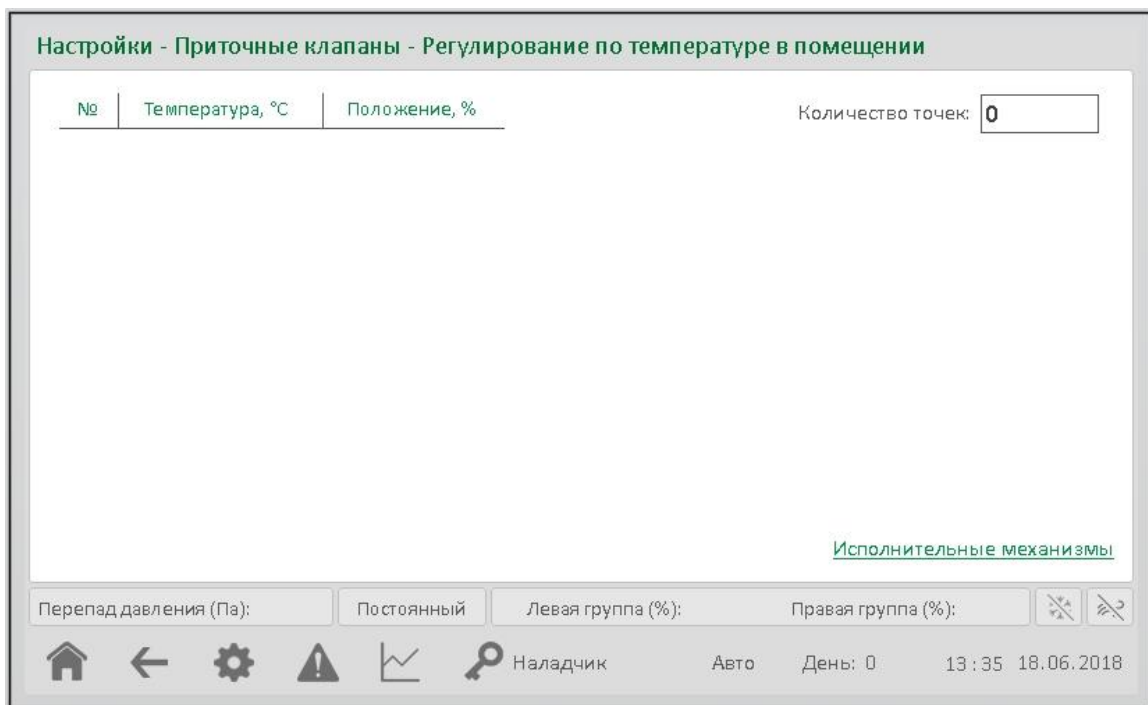 Настройки - Приточные клапаны - Регулирование по температуре в помещении
№ Температура, °C Положение, % Количество точек: 0
Исполнительные механизмы
Перепад давления (Па): Постоянный Левая группа (%): Правая группа (%):
Наладчик Авто День: 0 13:35 18.06.2018